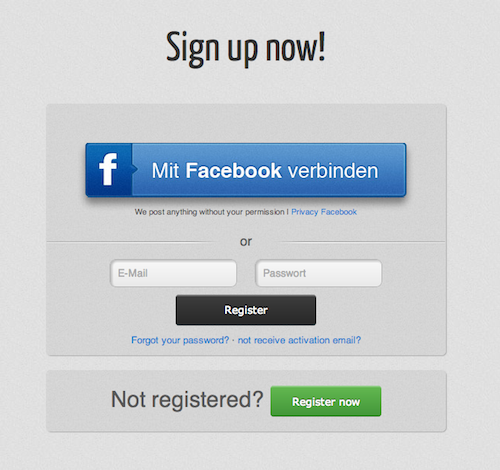 Sign up now!
f Mit Facebook verbinden
We post anything without your permission | Privacy Facebook
or
E-Mail Passwort
Register
Forgot your password? · not receive activation email?
Not registered? Register now